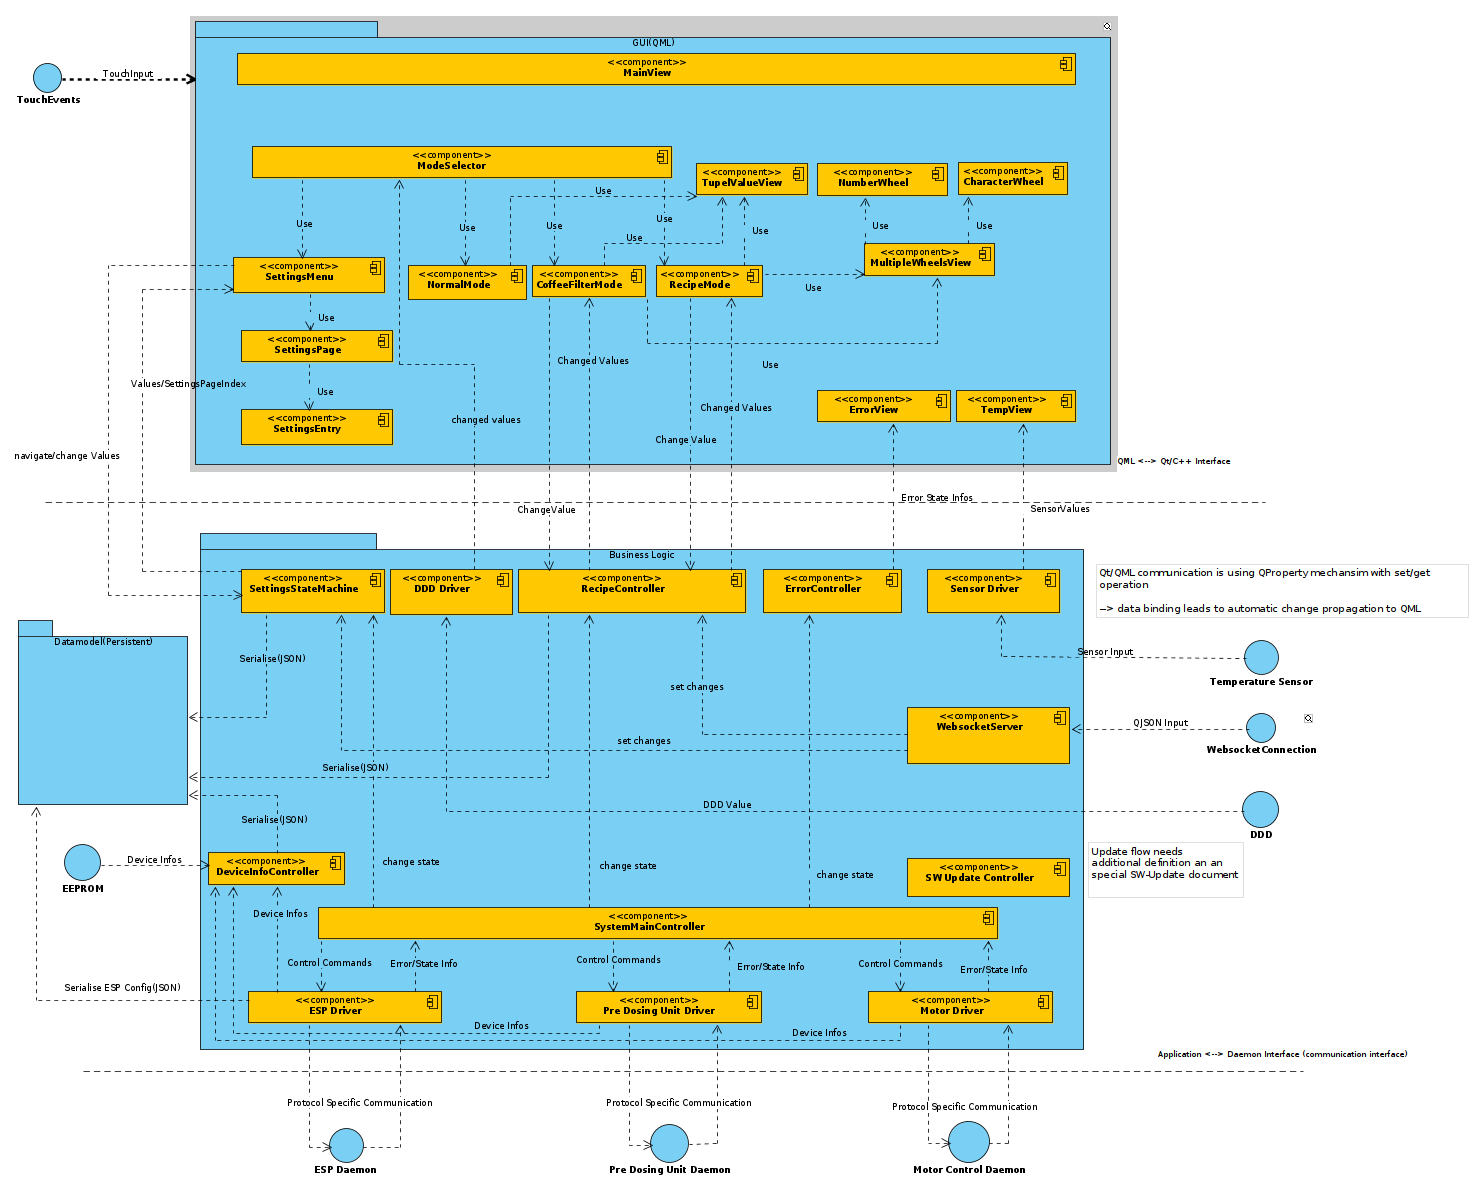 GUI(QML)
<<component>>
MainView
TouchInput
TouchEvents
<<component>>
ModeSelector
<<component>>
TupelValueView
<<component>>
NumberWheel
<<component>>
CharacterWheel
Use
Use
Use
Use
Use
Use
Use
Use
Use
<<component>>
MultipleWheelsView
<<component>>
SettingsMenu
<<component>>
NormalMode
<<component>>
CoffeeFilterMode
<<component>>
RecipeMode
Use
Use
<<component>>
SettingsPage
Changed Values
Use
Values/SettingsPageIndex
Use
<<component>>
ErrorView
<<component>>
TempView
Changed Values
<<component>>
SettingsEntry
changed values
Change Value
navigate/change Values
QML <--> Qt/C++ Interface
Error State Infos
ChangeValue
SensorValues
Business Logic
<<component>>
SettingsStateMachine
<<component>>
DDD Driver
<<component>>
RecipeController
<<component>>
ErrorController
<<component>>
Sensor Driver
Qt/QML communication is using QProperty mechansim with set/get
operation
--> data binding leads to automatic change propagation to QML
Datamodel(Persistent)
Serialise(JSON)
Sensor Input
Temperature Sensor
set changes
<<component>>
WebsocketServer
QJSON Input
WebsocketConnection
set changes
Serialise(JSON)
DDD Value
DDD
Serialise(JSON)
Update flow needs
additional definition an an
special SW-Update document
Device Infos
EEPROM
<<component>>
DeviceInfoController
change state
change state
change state
<<component>>
SW Update Controller
Device Infos
<<component>>
SystemMainController
Control Commands
Error/State Info
Control Commands
Error/State Info
Control Commands
Error/State Info
Serialise ESP Config(JSON)
<<component>>
ESP Driver
<<component>>
Pre Dosing Unit Driver
<<component>>
Motor Driver
Device Infos
Device Infos
Application <--> Daemon Interface (communication interface)
Protocol Specific Communication
Protocol Specific Communication
Protocol Specific Communication
ESP Daemon
Pre Dosing Unit Daemon
Motor Control Daemon